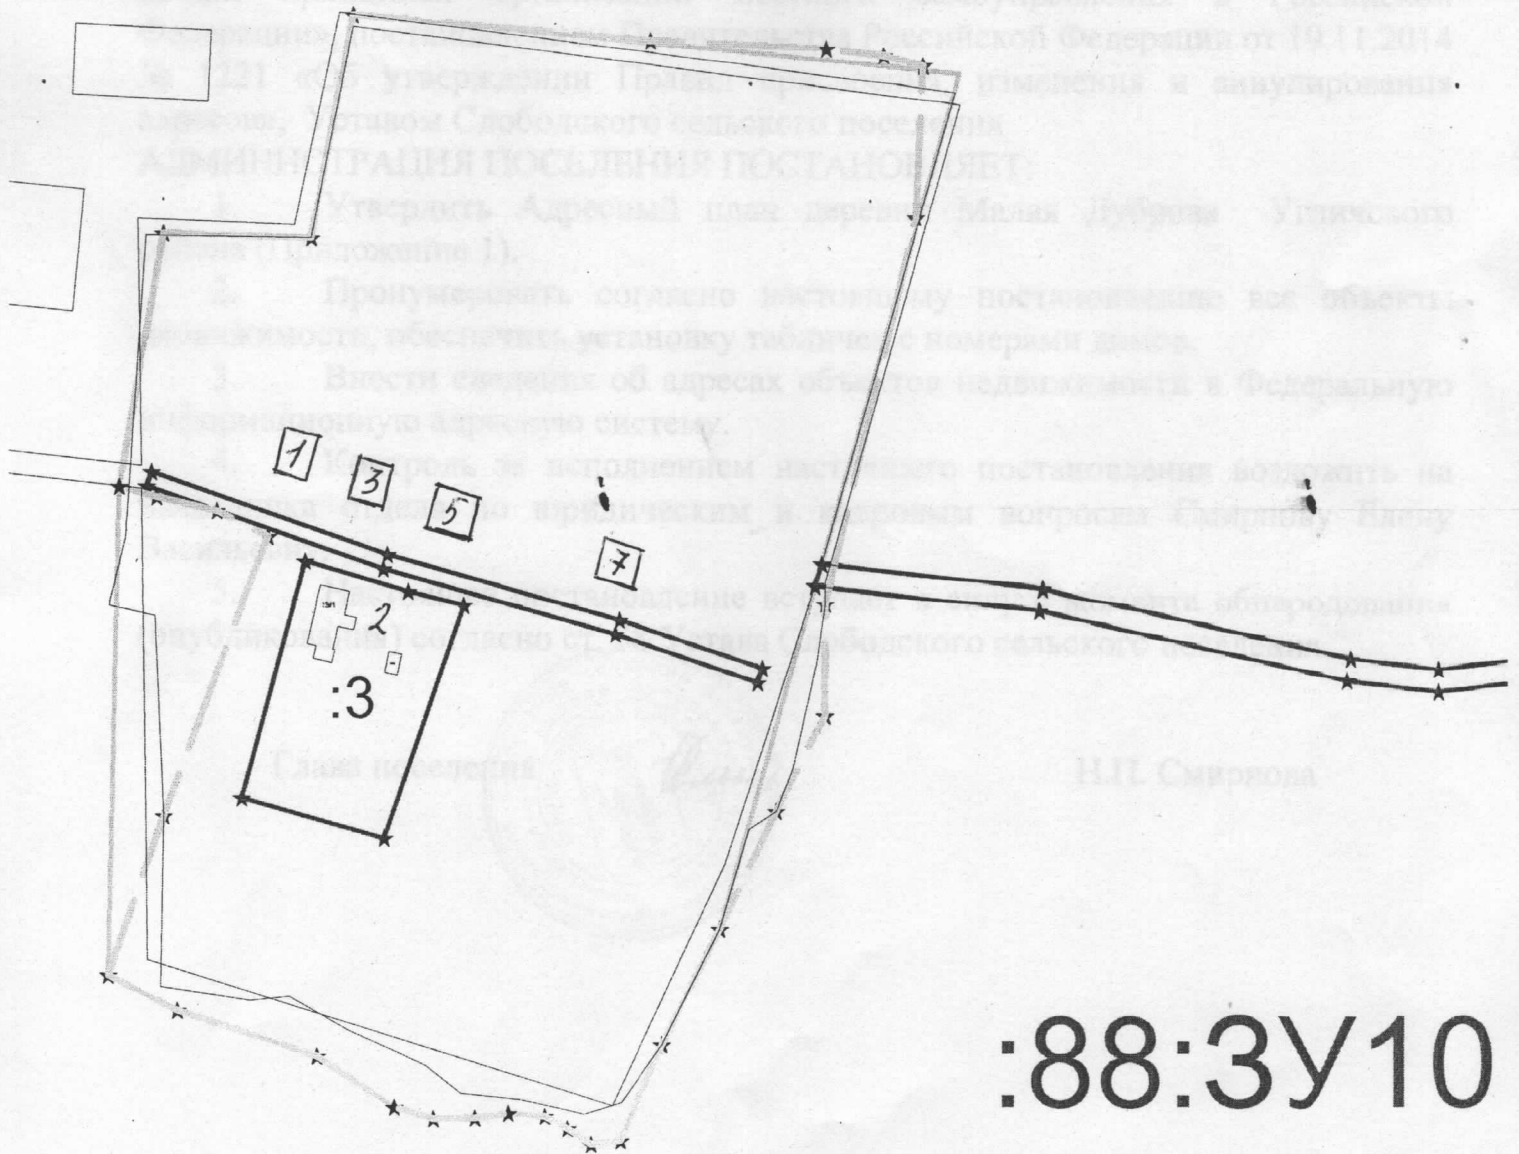 Федерации», постановлением Правительства Российской Федерации от 19.11.2014
№ 1221 «Об утверждении Правил присвоения, изменения и аннулирования
адресов», Уставом Слободского сельского поселения
АДМИНИСТРАЦИЯ ПОСЕЛЕНИЯ ПОСТАНОВЛЯЕТ:
1. Утвердить Адресный план деревни Малая Дуброва Угличского
района (Приложение 1).
2. Пронумеровать согласно настоящему постановлению все объекты
недвижимости, обеспечить установку табличек с номерами домов.
3. Внести сведения об адресах объектов недвижимости в Федеральную
информационную адресную систему.
4. Контроль за исполнением настоящего постановления возложить на
отдела по юридическим и кадровым вопросам Смирнову Елену
5. Настоящее постановление вступает в силу с момента обнародования
(опубликования) согласно ст. Устава Слободского сельского поселения
Глава поселения Н.П. Смирнова
1
3
5
7
2
:3
:88:ЗУ10